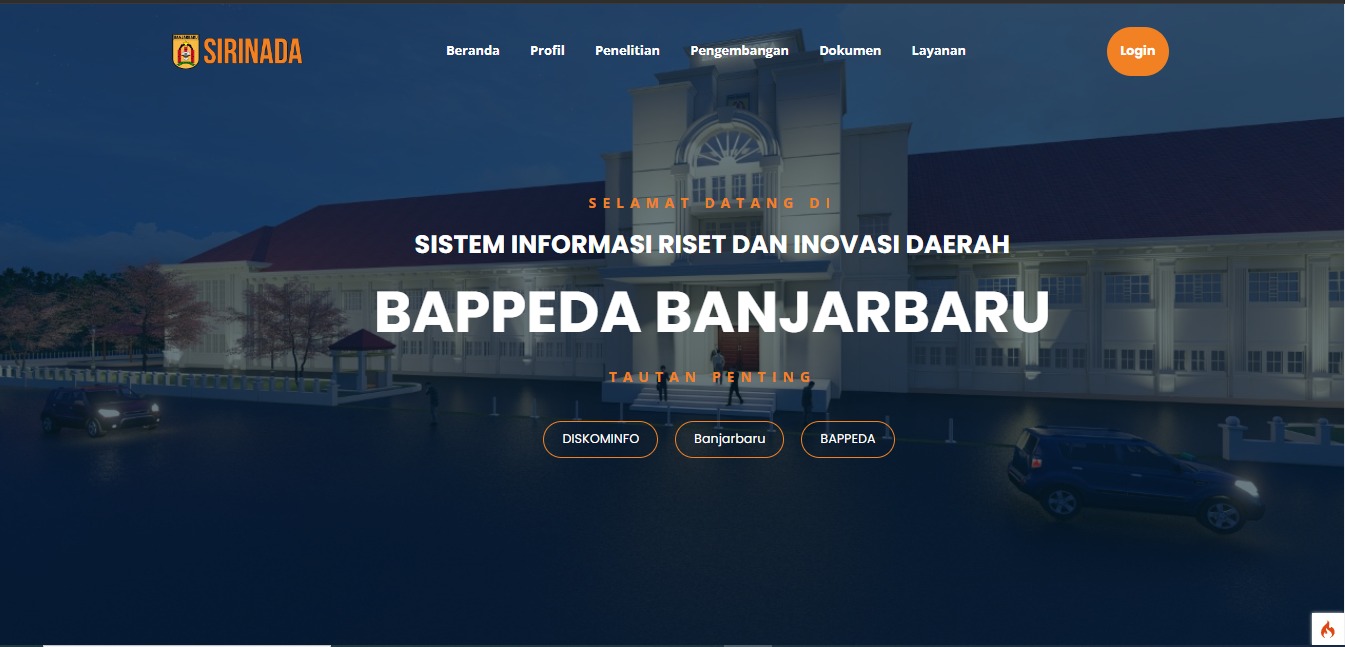 SIRINADA
Beranda Profil Penelitian Pengembangan Dokumen Layanan Login
SELAMAT DATANG DI
SISTEM INFORMASI RISET DAN INOVASI DAERAH
BAPPEDA BANJARBARU
TAUTAN PENTING
DISKOMINFO Banjarbaru BAPPEDA